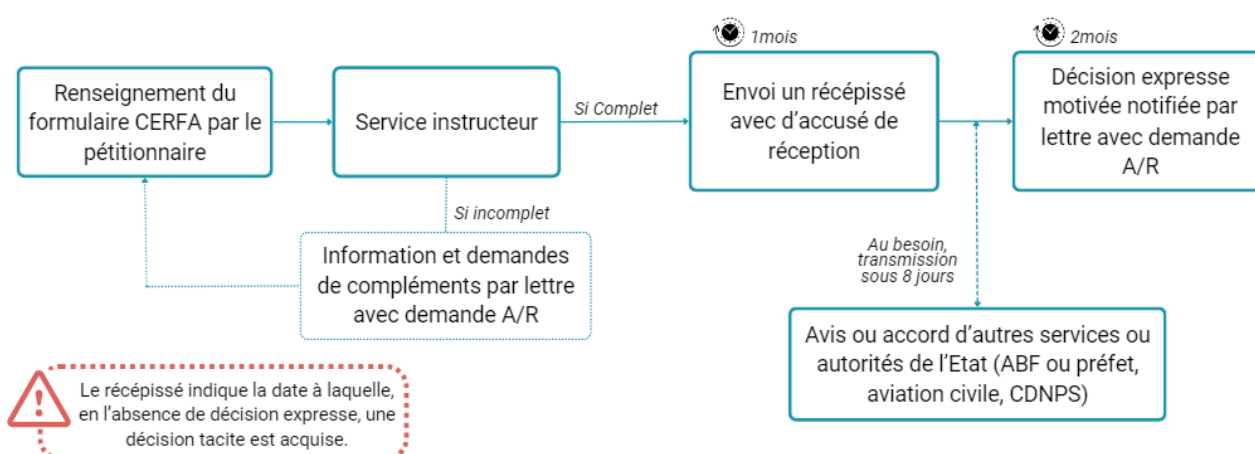 Renseignement du
formulaire CERFA par le
pétitionnaire
Service instructeur
Si Complet
1mois
Envoi un récépissé
avec d’accusé de
réception
2mois
Décision expresse
motivée notifiée par
lettre avec demande
A/R
Si incomplet
Information et demandes
de compléments par lettre
avec demande A/R
Au besoin,
transmission
sous 8 jours
Avis ou accord d’autres services ou
autorités de l’Etat (ABF ou préfet,
aviation civile, CDNPS)
Le récépissé indique la date à laquelle,
en l’absence de décision expresse, une
décision tacite est acquise.